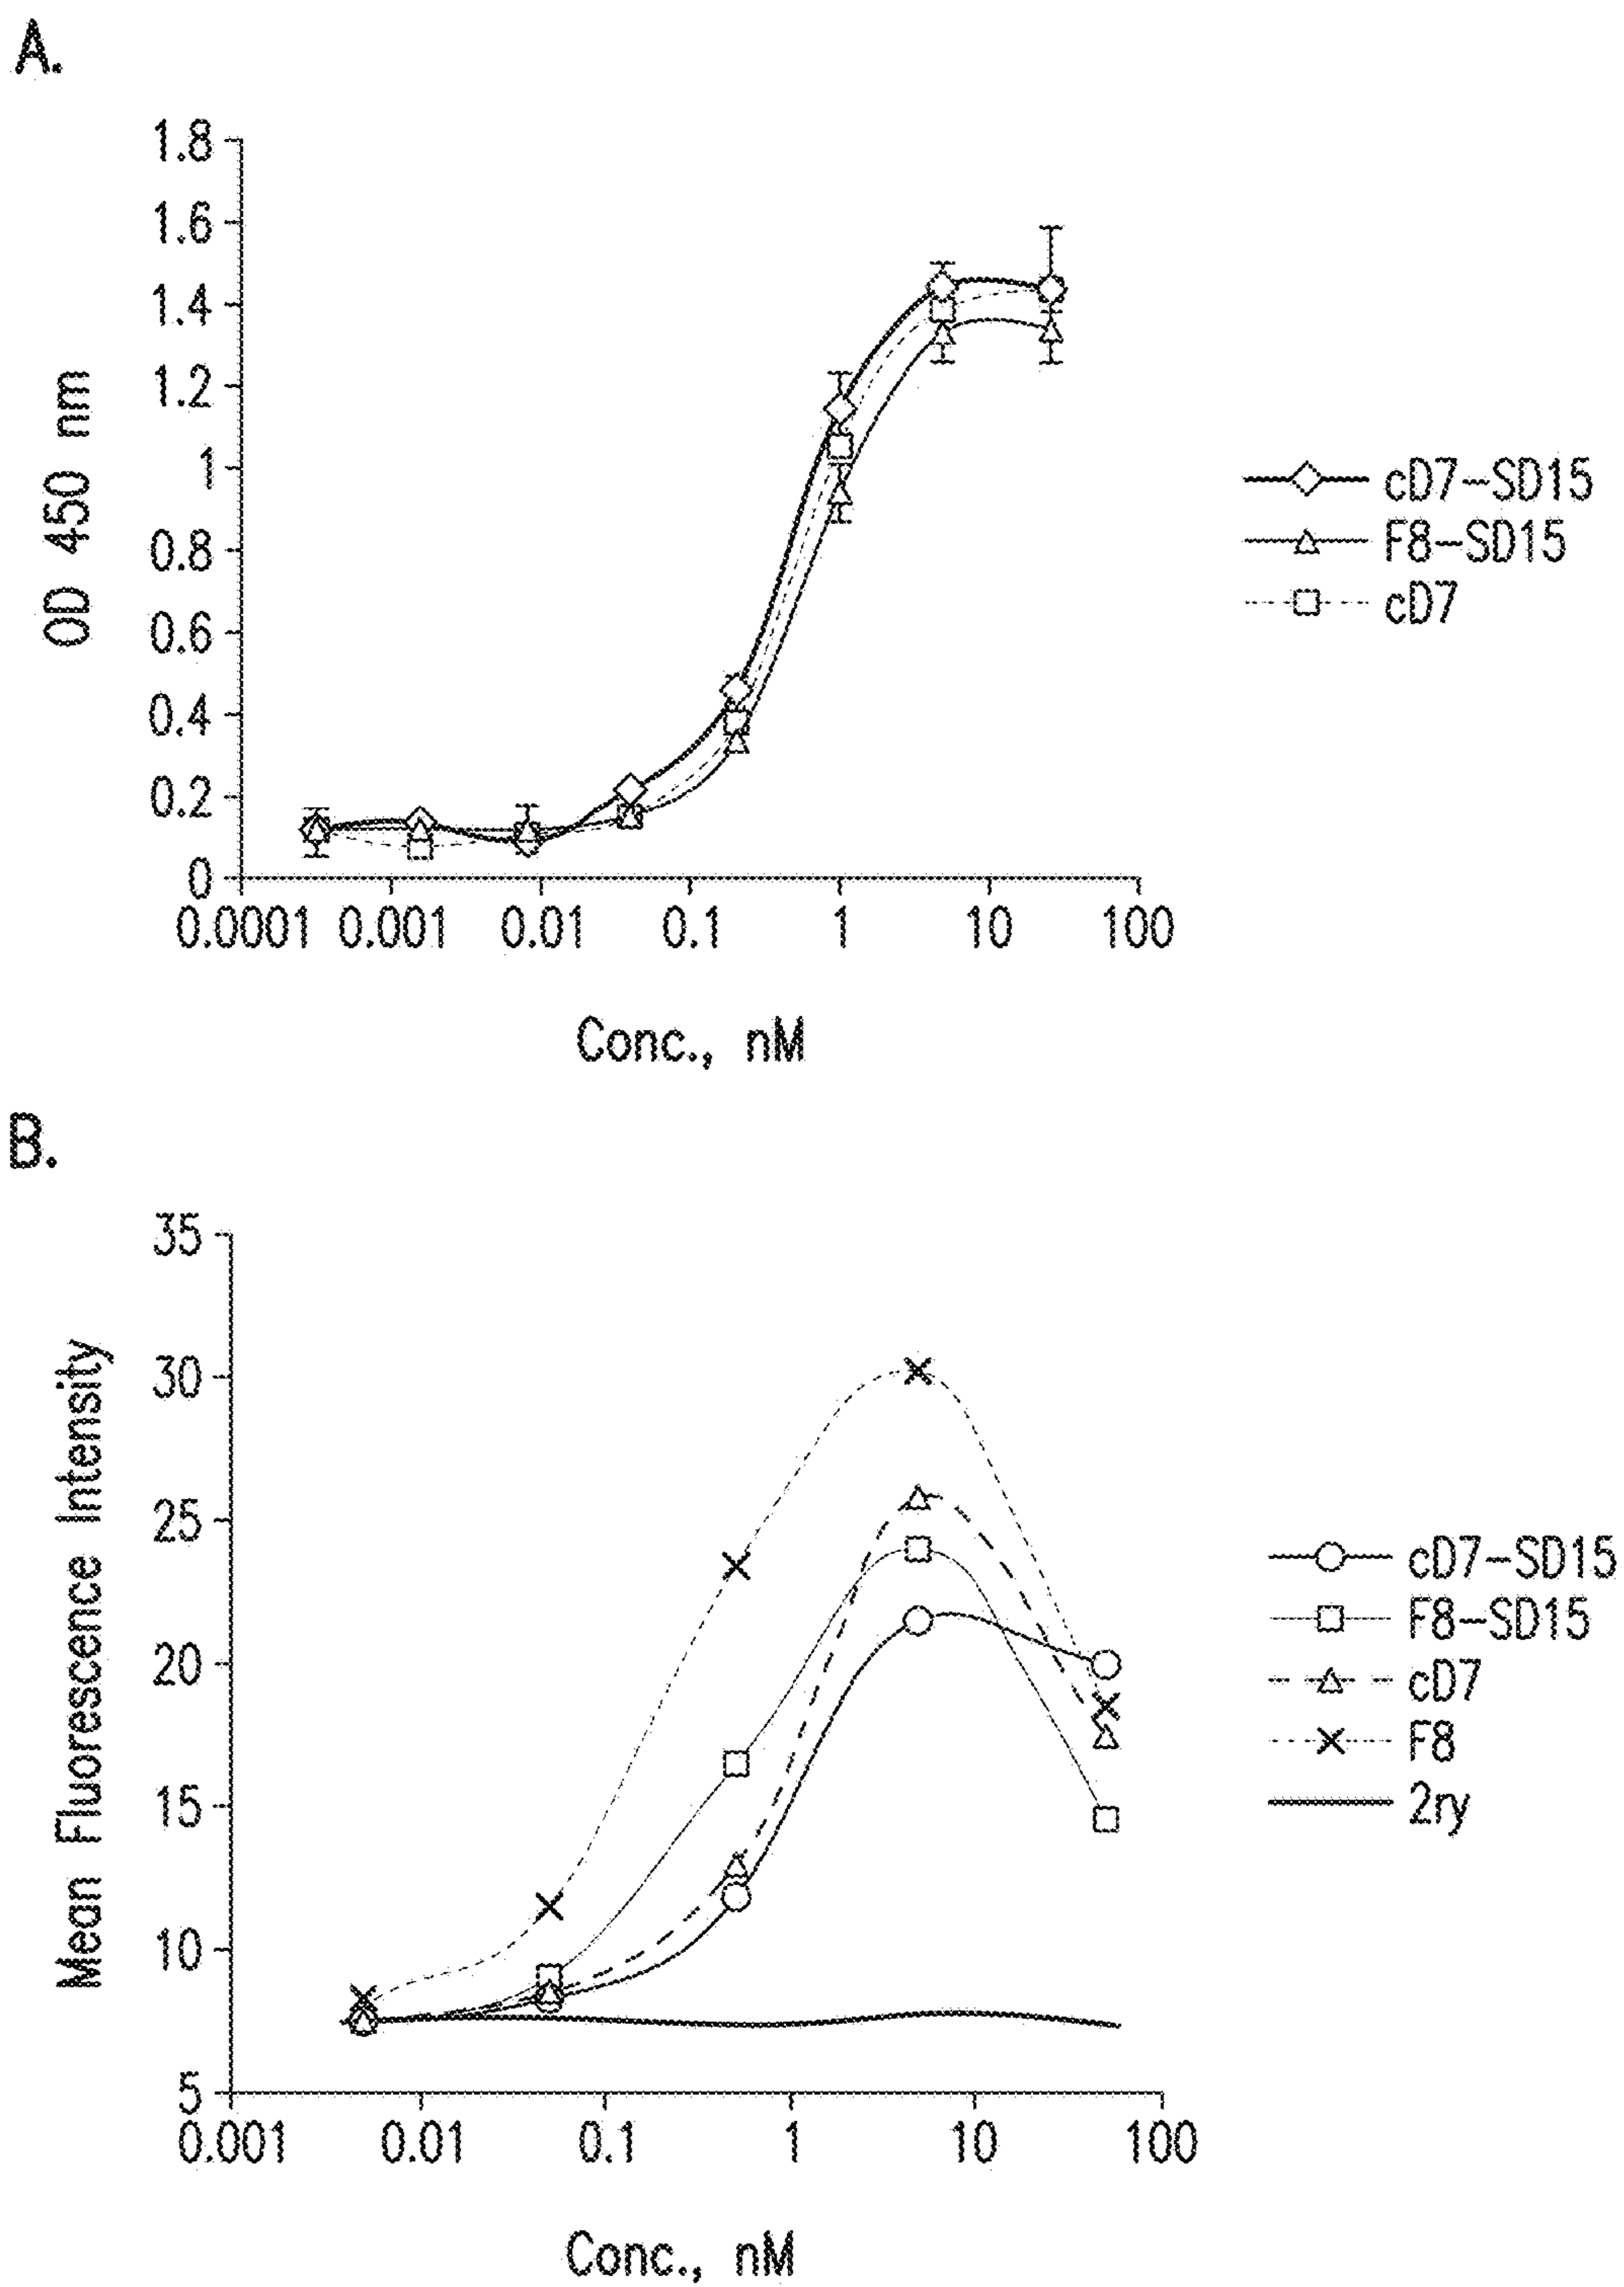 A.
1.8
1.6
1.4
1.2
1
0.8
0.6
0.4
0.2
0
OD 450 nm
0.0001 0.001 0.01 0.1 1 10 100
Conc., nM
cD7-SD15
F8-SD15
cD7
B.
35
30
25
20
15
10
5
Mean Fluorescence Intensity
0.001 0.01 0.1 1 10 100
Conc., nM
cD7-SD15
F8-SD15
cD7
F8
2ry